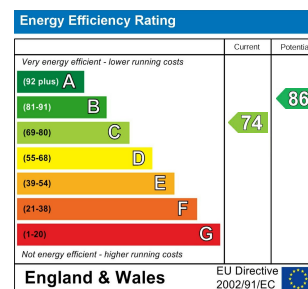 Energy Efficiency Rating
Current Potentia
Very energy efficient - lower running costs
(92 plus) A
(81-91) B
86
(69-80) C
74
(55-68) D
(39-54) E
(21-38) F
(1-20) G
Not energy efficient - higher running costs
England & Wales
EU Directive
2002/91/EC